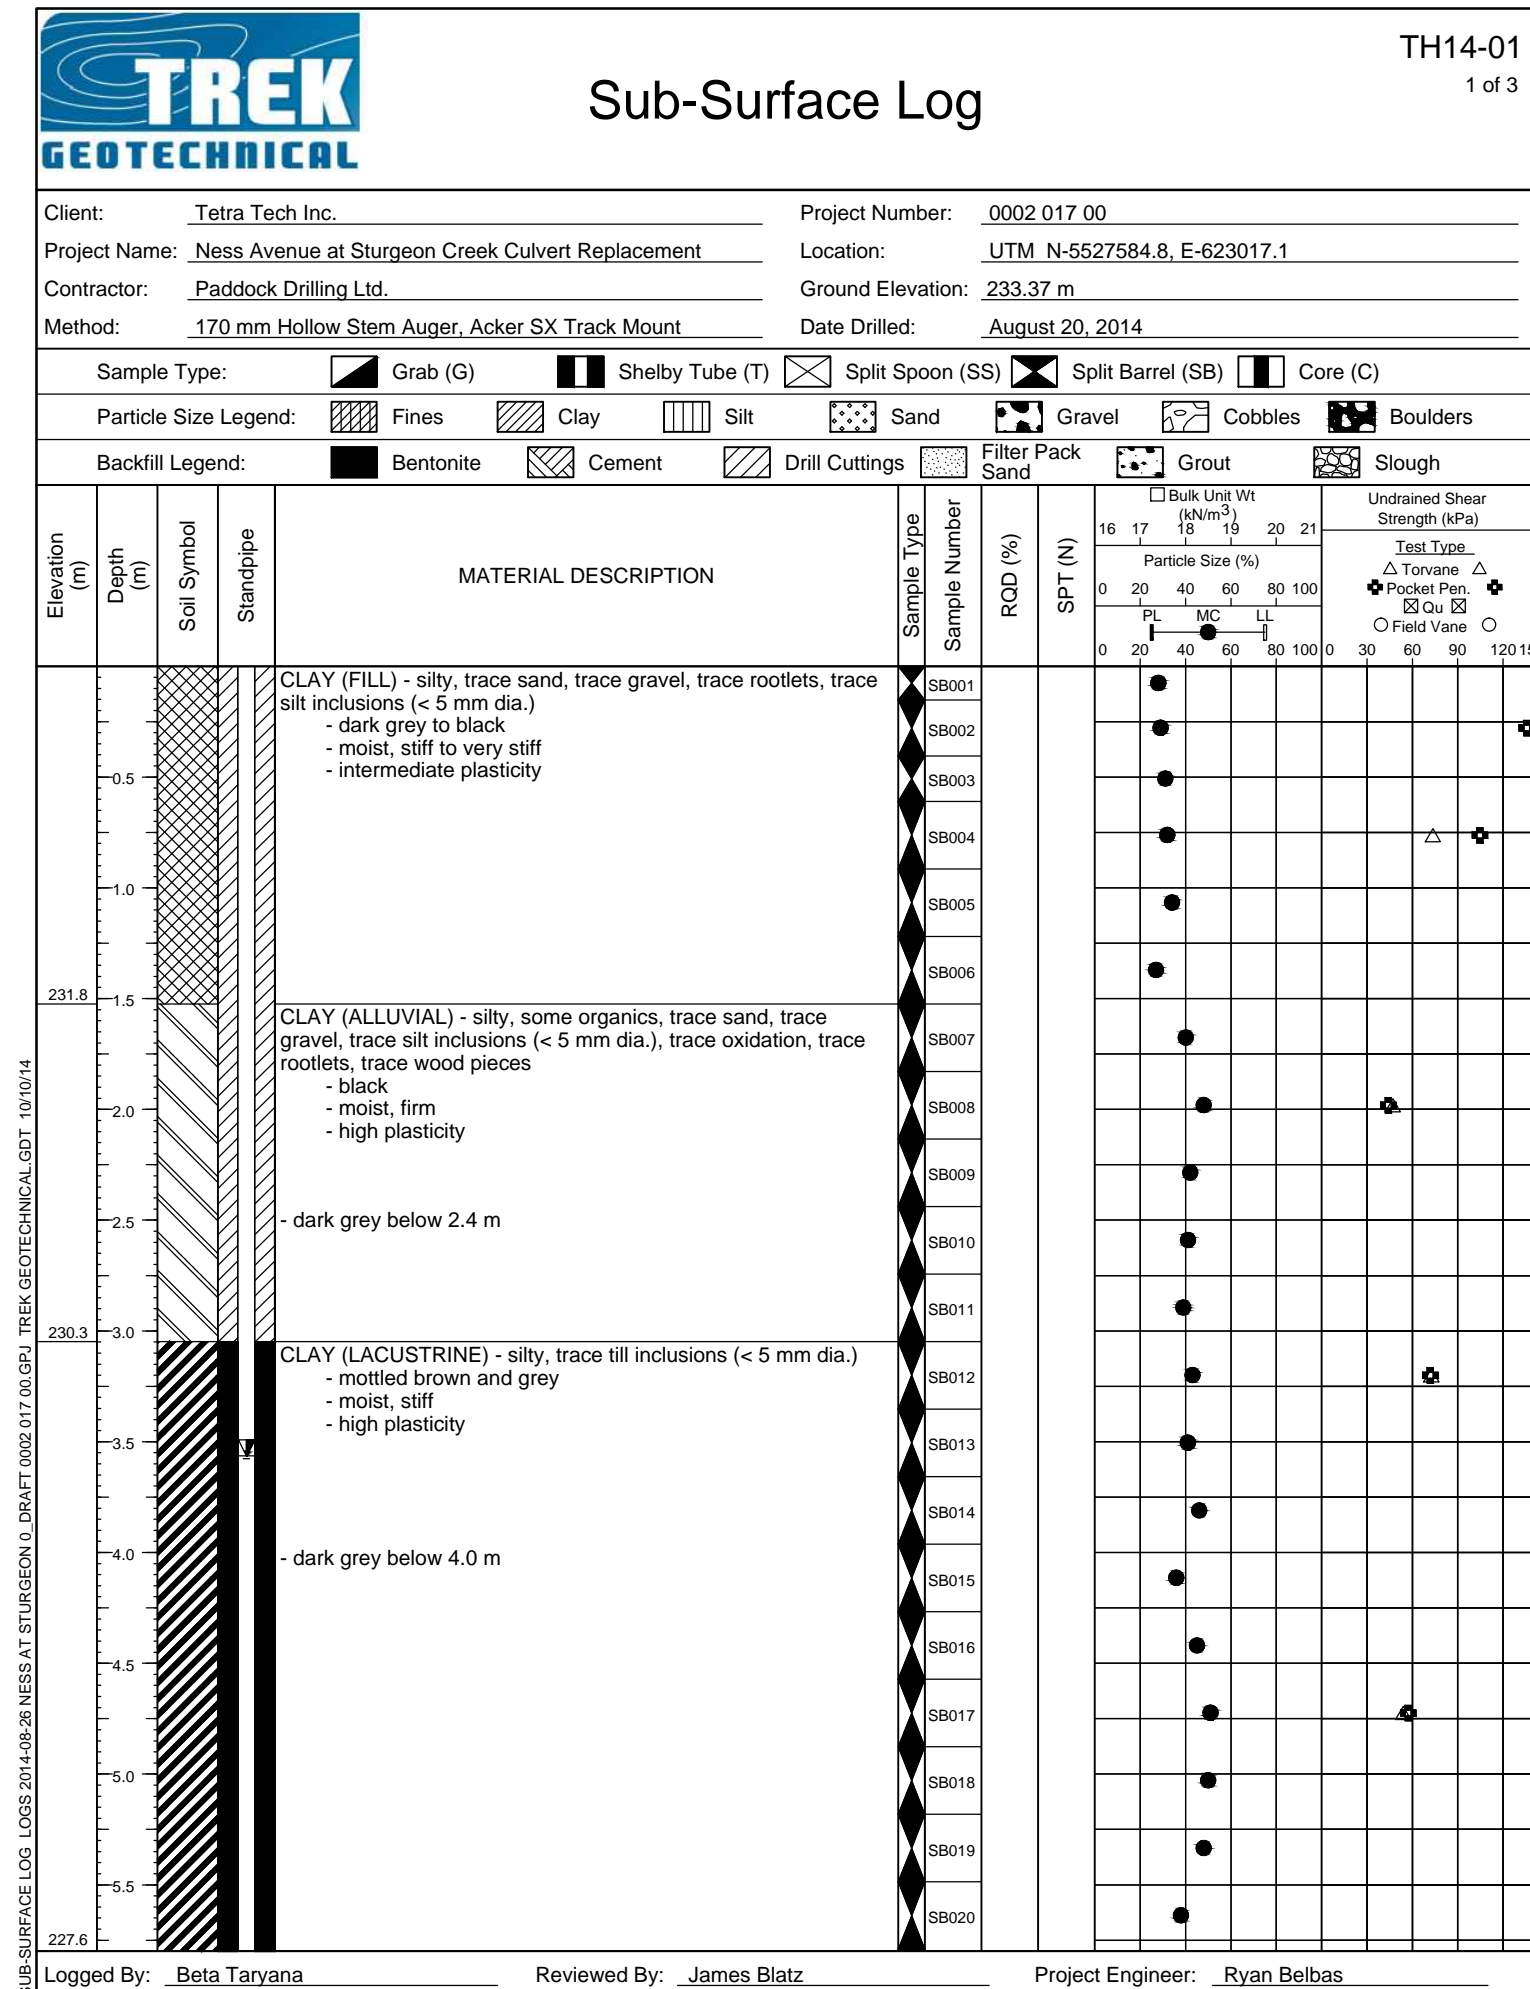 TREK
GEOTECHNICAL
Sub-Surface Log
TH14-01
1 of 3
Client: Tetra Tech Inc. Project Number: 0002 017 00
Project Name: Ness Avenue at Sturgeon Creek Culvert Replacement Location: UTM N-5527584.8, E-623017.1
Contractor: Paddock Drilling Ltd. Ground Elevation: 233.37 m
Method: 170 mm Hollow Stem Auger, Acker SX Track Mount Date Drilled: August 20, 2014
Sample Type: Grab (G) Shelby Tube (T) Split Spoon (SS) Split Barrel (SB) Core (C)
Particle Size Legend: Fines Clay Silt Sand Gravel Cobbles Boulders
Backfill Legend: Bentonite Cement Drill Cuttings Filter Pack Sand Grout Slough
Elevation (m)
Depth (m)
Soil Symbol
Standpipe
MATERIAL DESCRIPTION
Sample Type
Sample Number
RQD (%)
SPT (N)
Bulk Unit Wt
(kN/m3)
16 17 18 19 20 21
Particle Size (%)
0 20 40 60 80 100
PL MC LL
0 20 40 60 80 100
Undrained Shear
Strength (kPa)
Test Type
Torvane
Pocket Pen.
Qu
Field Vane
0 30 60 90 120
CLAY (FILL) - silty, trace sand, trace gravel, trace rootlets, trace
silt inclusions (< 5 mm dia.)
- dark grey to black
- moist, stiff to very stiff
- intermediate plasticity
SB001
SB002
0.5
SB003
SB004
1.0
SB005
SB006
231.8
1.5
CLAY (ALLUVIAL) - silty, some organics, trace sand, trace
gravel, trace silt inclusions (< 5 mm dia.), trace oxidation, trace
rootlets, trace wood pieces
- black
- moist, firm
- high plasticity
SB007
2.0
SB008
SB009
2.5
- dark grey below 2.4 m
SB010
SB011
230.3
3.0
CLAY (LACUSTRINE) - silty, trace till inclusions (< 5 mm dia.)
- mottled brown and grey
- moist, stiff
- high plasticity
SB012
3.5
SB013
SB014
4.0
- dark grey below 4.0 m
SB015
SB016
4.5
SB017
5.0
SB018
SB019
5.5
SB020
227.6
Logged By: Beta Taryana Reviewed By: James Blatz Project Engineer: Ryan Belbas
SUB-SURFACE LOG LOGS 2014-08-26 NESS AT STURGEON 0_DRAFT 0002 017 00.GPJ TREK GEOTECHNICAL.GDT 10/10/14